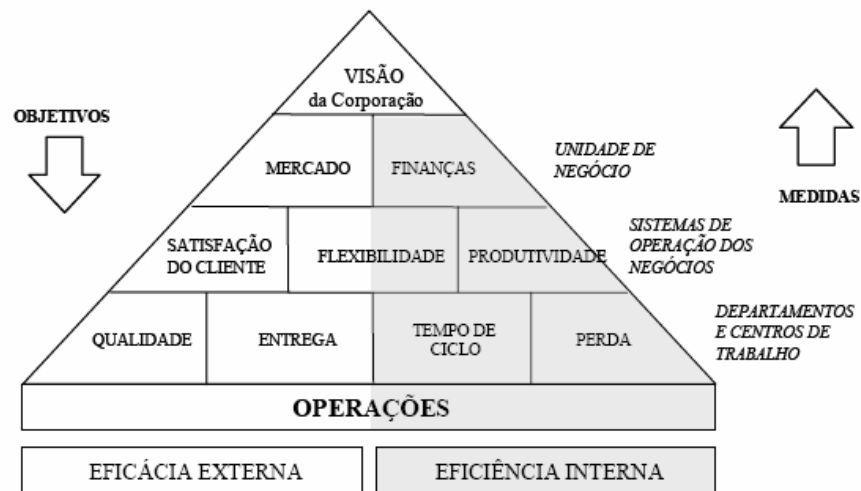 VISÃO
da Corporação
OBJETIVOS
MERCADO
FINANÇAS
UNIDADE DE
NEGÓCIO
MEDIDAS
SATISFAÇÃO
DO CLIENTE
FLEXIBILIDADE
PRODUTIVIDADE
SISTEMAS DE
OPERAÇÃO DOS
NEGÓCIOS
QUALIDADE
ENTREGA
TEMPO DE
CICLO
PERDA
DEPARTAMENTOS
E CENTROS DE
TRABALHO
OPERAÇÕES
EFICÁCIA EXTERNA
EFICIÊNCIA INTERNA